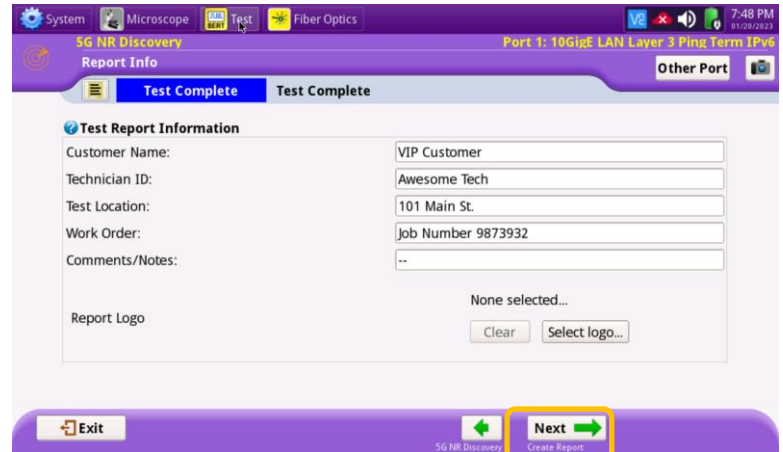 System Microscope Test Fiber Optics 7:48 PM
01/20/2023
5G NR Discovery Port 1: 10GigE LAN Layer 3 Ping Term IPv6
Report Info
Other Port
Test Complete Test Complete
Test Report Information
Customer Name: VIP Customer
Technician ID: Awesome Tech
Test Location: 101 Main St.
Work Order: Job Number 9873932
Comments/Notes: --
None selected...
Report Logo
Clear Select logo...
Exit Next
5G NR Discovery Create Report